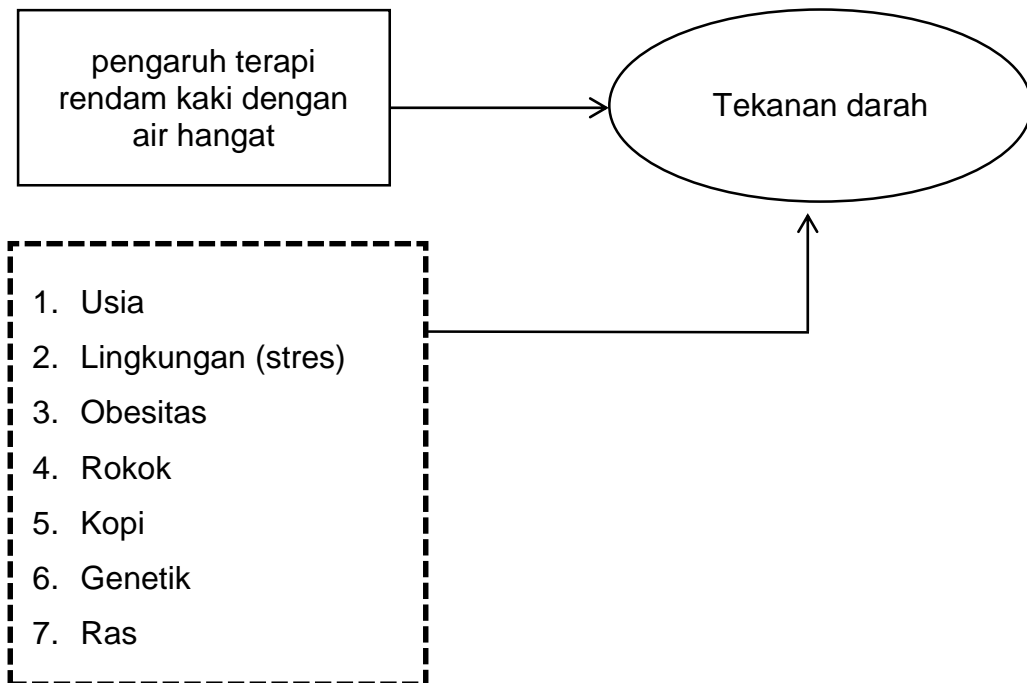 pengaruh terapi
rendam kaki dengan
air hangat
Tekanan darah
1. Usia
2. Lingkungan (stres)
3. Obesitas
4. Rokok
5. Kopi
6. Genetik
7. Ras